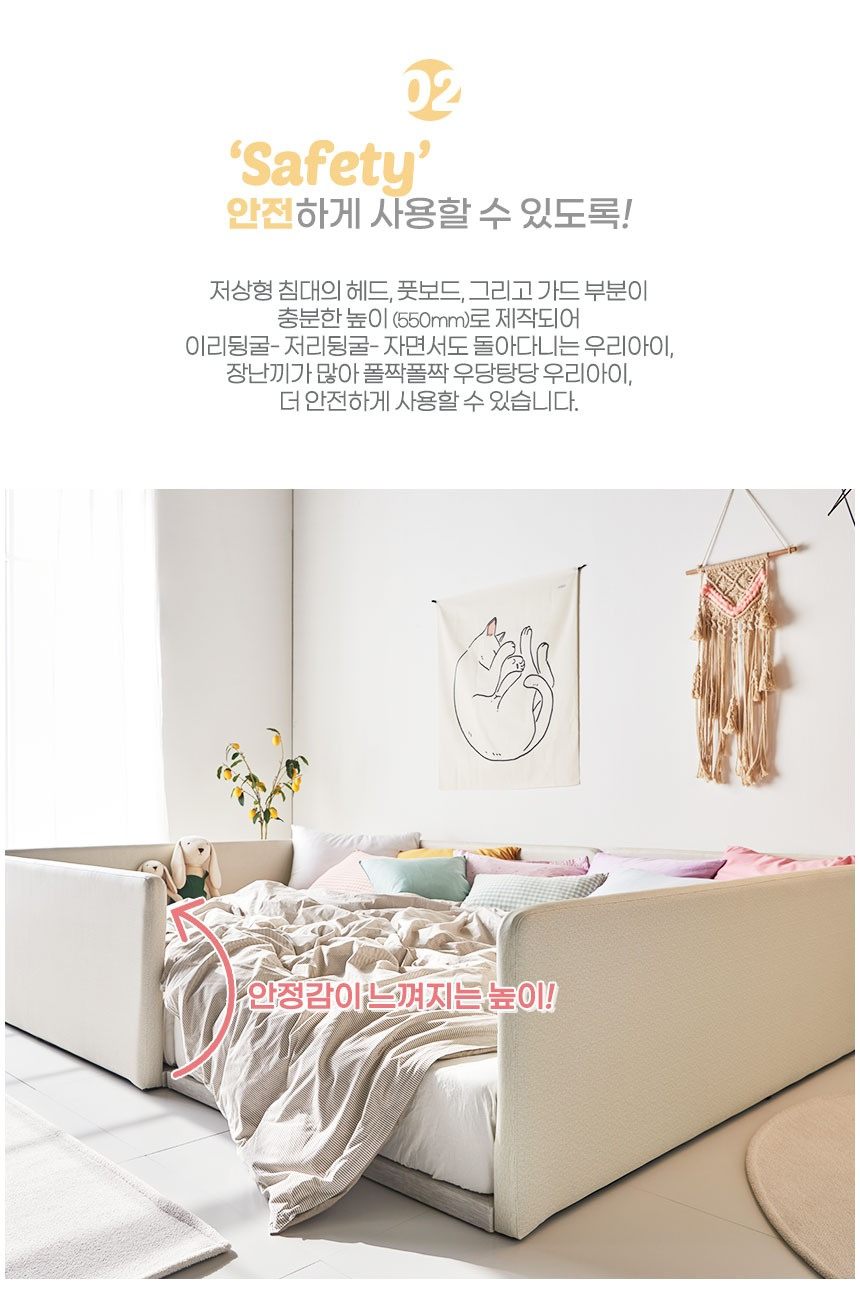 02
‘Safety’
안전하게 사용할 수 있도록!
저상형 침대의 헤드, 풋보드, 그리고 가드 부분이
충분한 높이 (550mm)로 제작되어
이리뒹굴- 저리뒹굴- 자면서도 돌아다니는 우리아이,
장난끼가 많아 폴짝폴짝 우당탕당 우리아이,
더 안전하게 사용할 수 있습니다.
안정감이 느껴지는 높이!